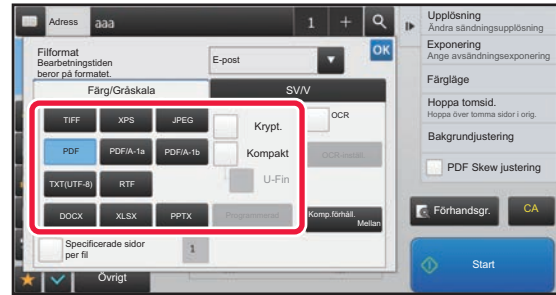 Adress
aaa
1
Filformat
Bearbetningstiden
beror på formatet.
E-post
OK
Färg/Gråskala
SV/V
TIFF
XPS
JPEG
Krypt.
OCR
PDF
PDF/A-1a
PDF/A-1b
Kompakt
OCR-inställ.
TXT(UTF-8)
RTF
U-Fin
DOCX
XLSX
PPTX
Programmerad
Komp.förhåll.
Mellan
Specificerade sidor
per fil
1
Övrigt
Upplösning
Ändra sändningsupplösning
Exponering
Ange avsändningsexponering
Färgläge
Hoppa tomsid.
Hoppa över tomma sidor i orig.
Bakgrundjustering
PDF Skew justering
Förhandsgr.
CA
Start